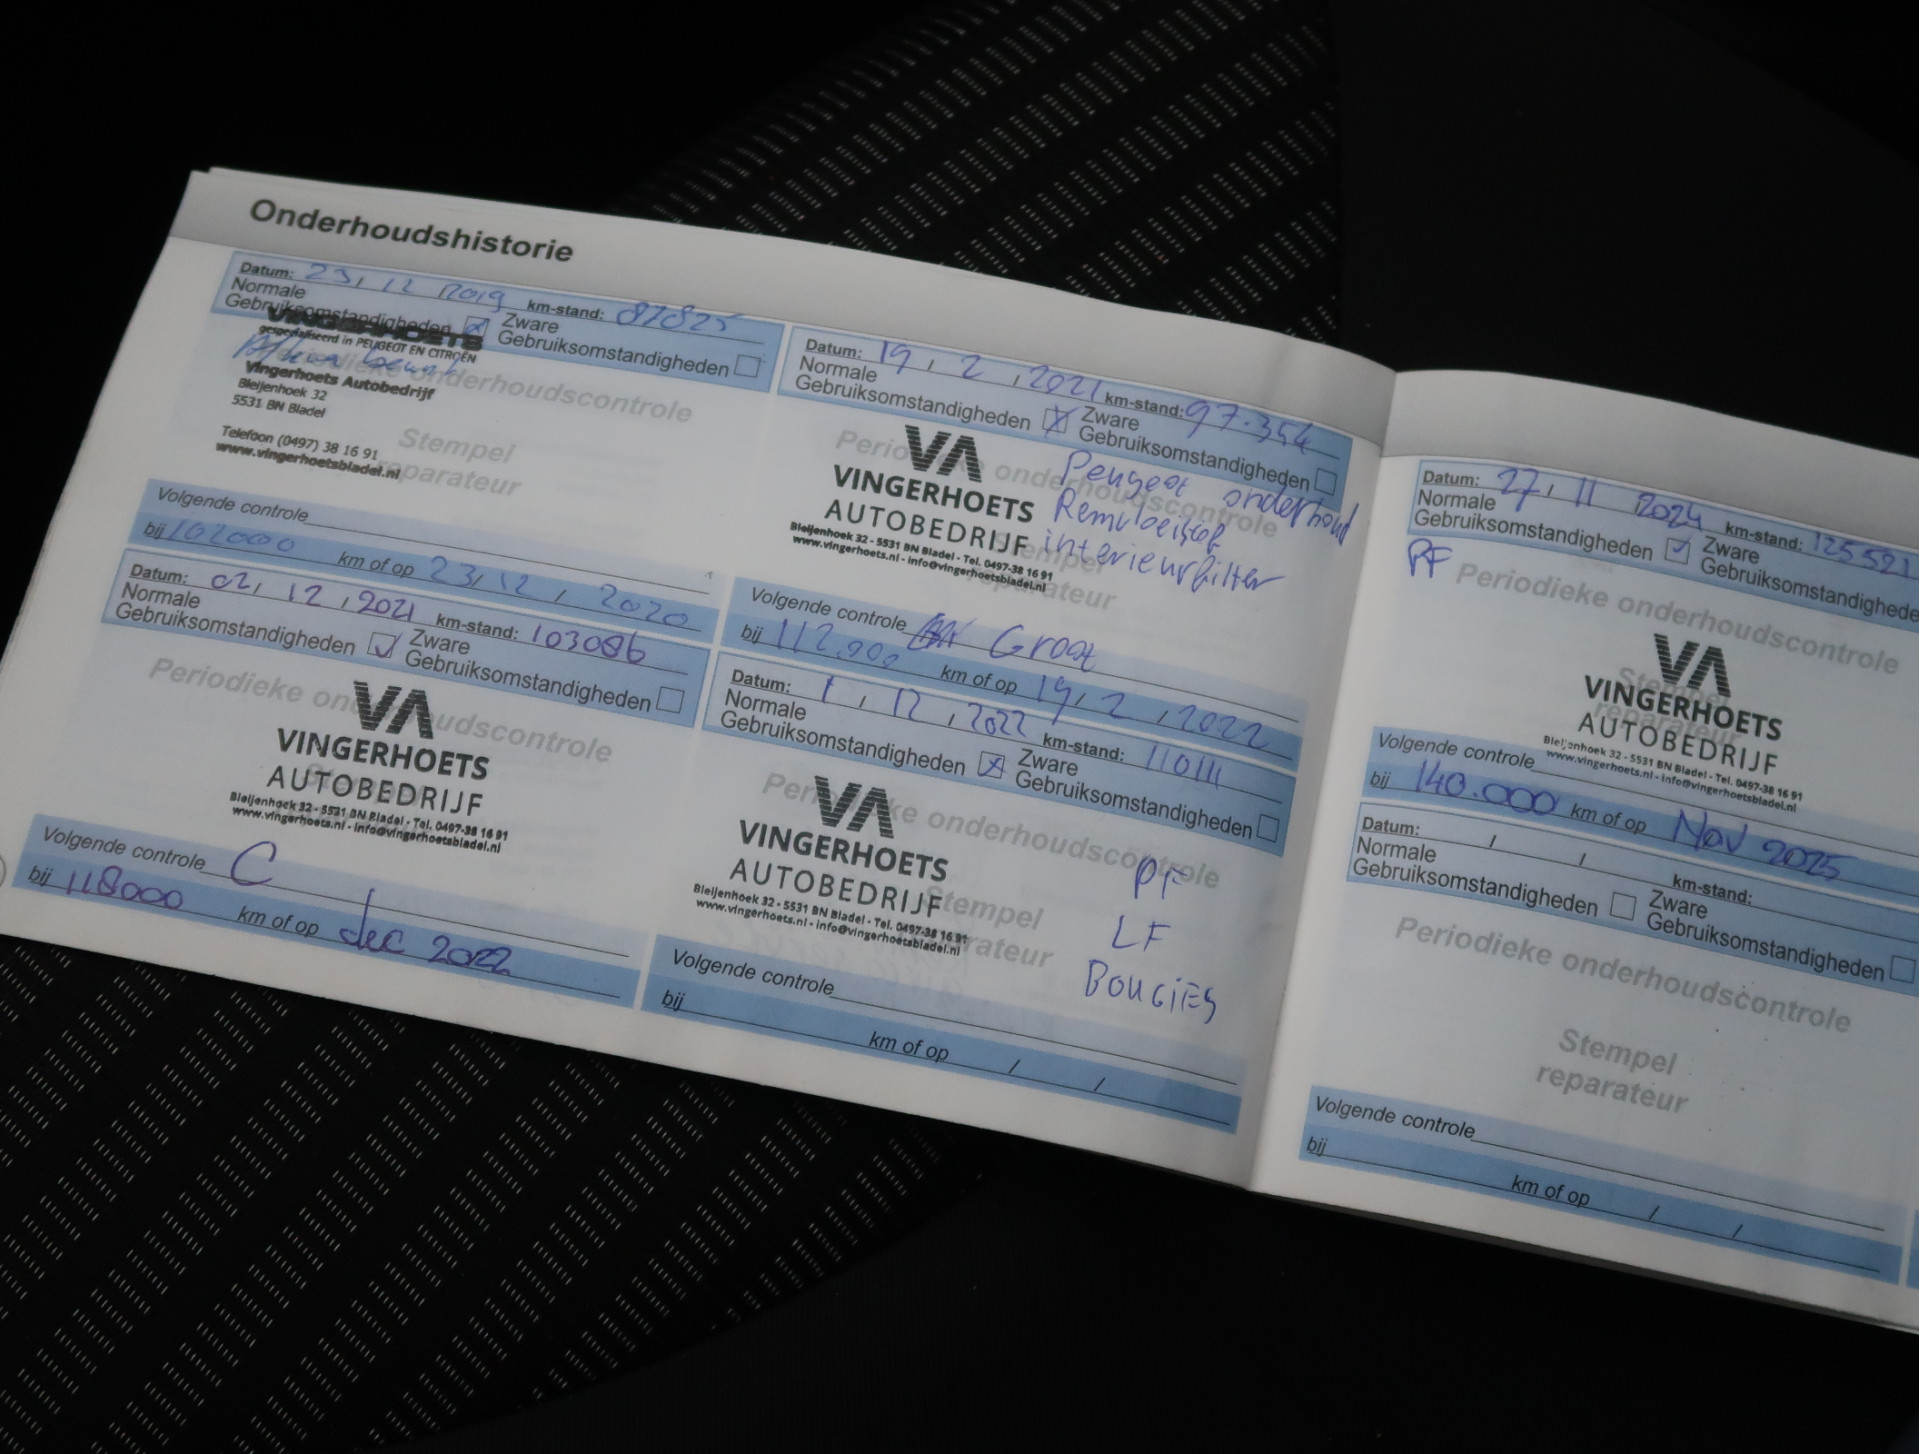 Onderhoudshistorie
Datum: 23, 12 2019 km-stand: 87825
Normale Gebruiksomstandigheden Zware Gebruiksomstandigheden
VINGERHOETS
gespecialiseerd in PEUGEOT EN CITROËN
Periodieke onderhoudscontrole
Vingerhoets Autobedrijf
Bleijenhoek 32
5531 BN Bladel
Stempel
reparateur
Telefoon (0497) 38 16 91
www.vingerhoetsbladel.nl
Volgende controle
bij 102000 km of op 23, 12, 2020
Datum: 19, 2, 2021 km-stand: 97.354
Normale Gebruiksomstandigheden Zware Gebruiksomstandigheden
Periodieke onderhoudscontrole
VA
VINGERHOETS
AUTOBEDRIJF
Bleijenhoek 32 - 5531 BN Bladel - Tel. 0497-38 16 91
www.vingerhoets.nl - info@vingerhoetsbladel.nl
Peugeot onderhoud
Remvloeistof
interieurfilter
Stempel
reparateur
Volgende controle Groot
bij 112.000 km of op 19, 2, 2022
Datum: 02, 12, 2021 km-stand: 103086
Normale Gebruiksomstandigheden Zware Gebruiksomstandigheden
Periodieke onderhoudscontrole
VA
VINGERHOETS
AUTOBEDRIJF
Bleijenhoek 32 - 5531 BN Bladel - Tel. 0497-38 16 91
www.vingerhoets.nl - info@vingerhoetsbladel.nl
Volgende controle C
bij 118000 km of op dec 2022
Datum: 1, 12, 2022 km-stand: 110111
Normale Gebruiksomstandigheden Zware Gebruiksomstandigheden
Periodieke onderhoudscontrole
VA
VINGERHOETS
AUTOBEDRIJF
Bleijenhoek 32 - 5531 BN Bladel - Tel. 0497-38 16 91
www.vingerhoets.nl - info@vingerhoetsbladel.nl
Stempel
reparateur
PF
LF
BOUGIES
Volgende controle
bij km of op / /
Datum: 27, 11 2024 km-stand: 125521
Normale Gebruiksomstandigheden Zware
PF
Periodieke onderhoudscontrole
Stempel
reparateur
VA
VINGERHOETS
AUTOBEDRIJF
Bleijenhoek 32 - 5531 BN Bladel - Tel. 0497-38 16 91
www.vingerhoets.nl - info@vingerhoetsbladel.nl
Volgende controle
bij 140.000 km of op Nov 2025
Datum: / / km-stand:
Normale Gebruiksomstandigheden Zware Gebruiksomstandigheden
Periodieke onderhoudscontrole
Stempel
reparateur
Volgende controle
bij km of op / /